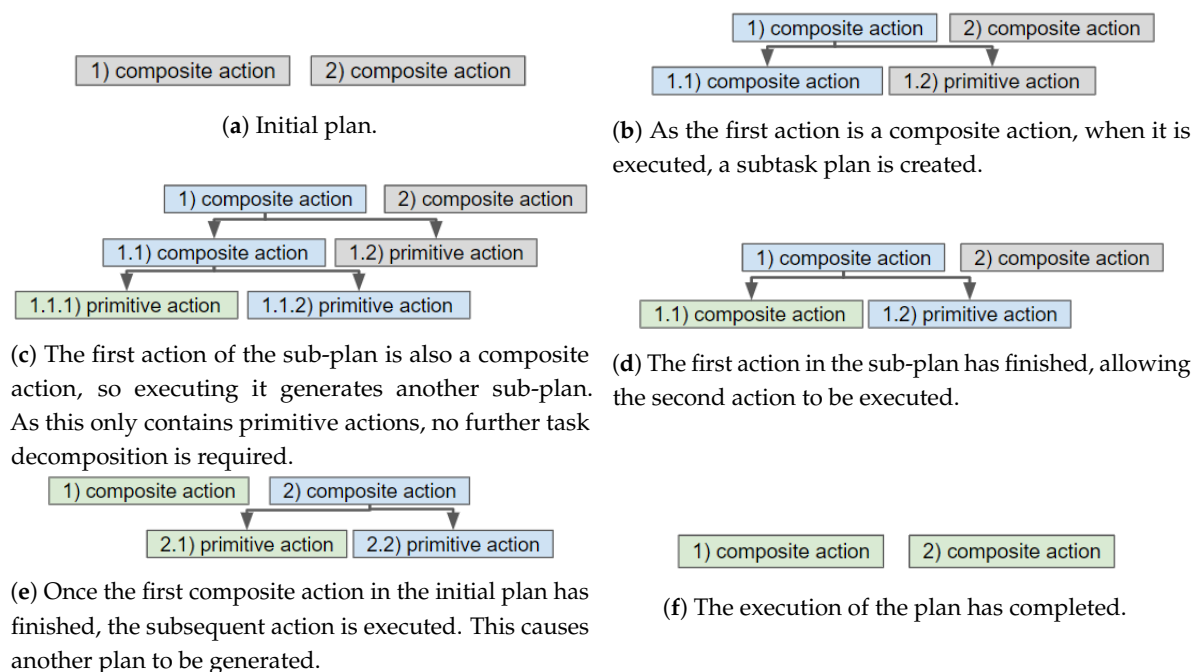 1) composite action 2) composite action
(a) Initial plan.
1) composite action 2) composite action
1.1) composite action 1.2) primitive action
(b) As the first action is a composite action, when it is
executed, a subtask plan is created.
1) composite action 2) composite action
1.1) composite action 1.2) primitive action
1.1.1) primitive action 1.1.2) primitive action
(c) The first action of the sub-plan is also a composite
action, so executing it generates another sub-plan.
As this only contains primitive actions, no further task
decomposition is required.
1) composite action 2) composite action
1.1) composite action 1.2) primitive action
(d) The first action in the sub-plan has finished, allowing
the second action to be executed.
1) composite action 2) composite action
2.1) primitive action 2.2) primitive action
(e) Once the first composite action in the initial plan has
finished, the subsequent action is executed. This causes
another plan to be generated.
1) composite action 2) composite action
(f) The execution of the plan has completed.